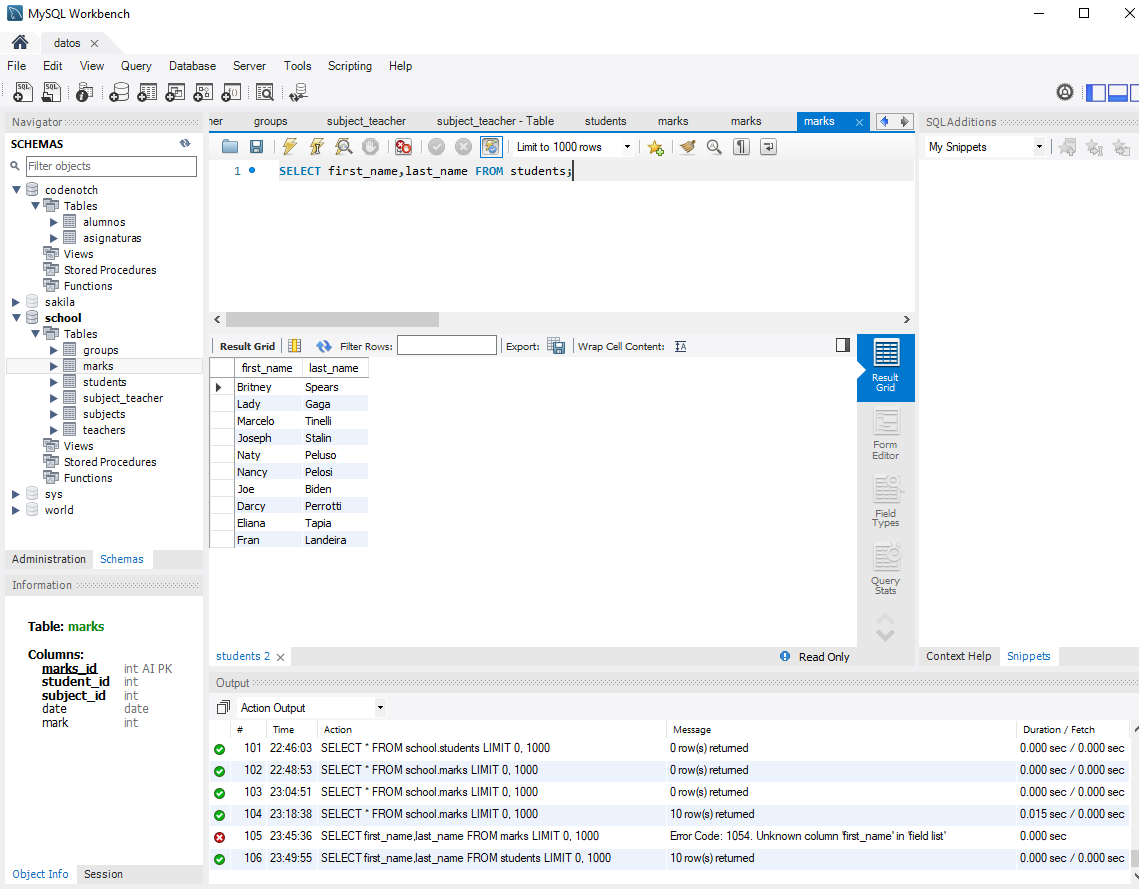 MySQL Workbench
datos
File Edit View Query Database Server Tools Scripting Help
Navigator
SCHEMAS
Filter objects
codenotch
Tables
alumnos
asignaturas
Views
Stored Procedures
Functions
sakila
school
Tables
groups
marks
students
subject_teacher
subjects
teachers
Views
Stored Procedures
Functions
sys
world
Administration Schemas
Information
Table: marks
Columns:
marks_id int AI PK
student_id int
subject_id int
date date
mark int
Object Info Session
her groups subject_teacher subject_teacher - Table students marks marks marks
Limit to 1000 rows
1 SELECT first_name,last_name FROM students;
Result Grid Filter Rows: Export: Wrap Cell Content:
first_name last_name
Britney Spears
Lady Gaga
Marcelo Tinelli
Joseph Stalin
Naty Peluso
Nancy Pelosi
Joe Biden
Darcy Perrotti
Eliana Tapia
Fran Landeira
Result
Grid
Form
Editor
Field
Types
Query
Stats
students 2 Read Only
SQLAdditions
My Snippets
Context Help Snippets
Output
Action Output
# Time Action Message Duration / Fetch
101 22:46:03 SELECT * FROM school.students LIMIT 0, 1000 0 row(s) returned 0.000 sec / 0.000 sec
102 22:48:53 SELECT * FROM school.marks LIMIT 0, 1000 0 row(s) returned 0.000 sec / 0.000 sec
103 23:04:51 SELECT * FROM school.marks LIMIT 0, 1000 0 row(s) returned 0.000 sec / 0.000 sec
104 23:18:38 SELECT * FROM school.marks LIMIT 0, 1000 10 row(s) returned 0.015 sec / 0.000 sec
105 23:45:36 SELECT first_name,last_name FROM marks LIMIT 0, 1000 Error Code: 1054. Unknown column 'first_name' in 'field list' 0.000 sec
106 23:49:55 SELECT first_name,last_name FROM students LIMIT 0, 1000 10 row(s) returned 0.000 sec / 0.000 sec